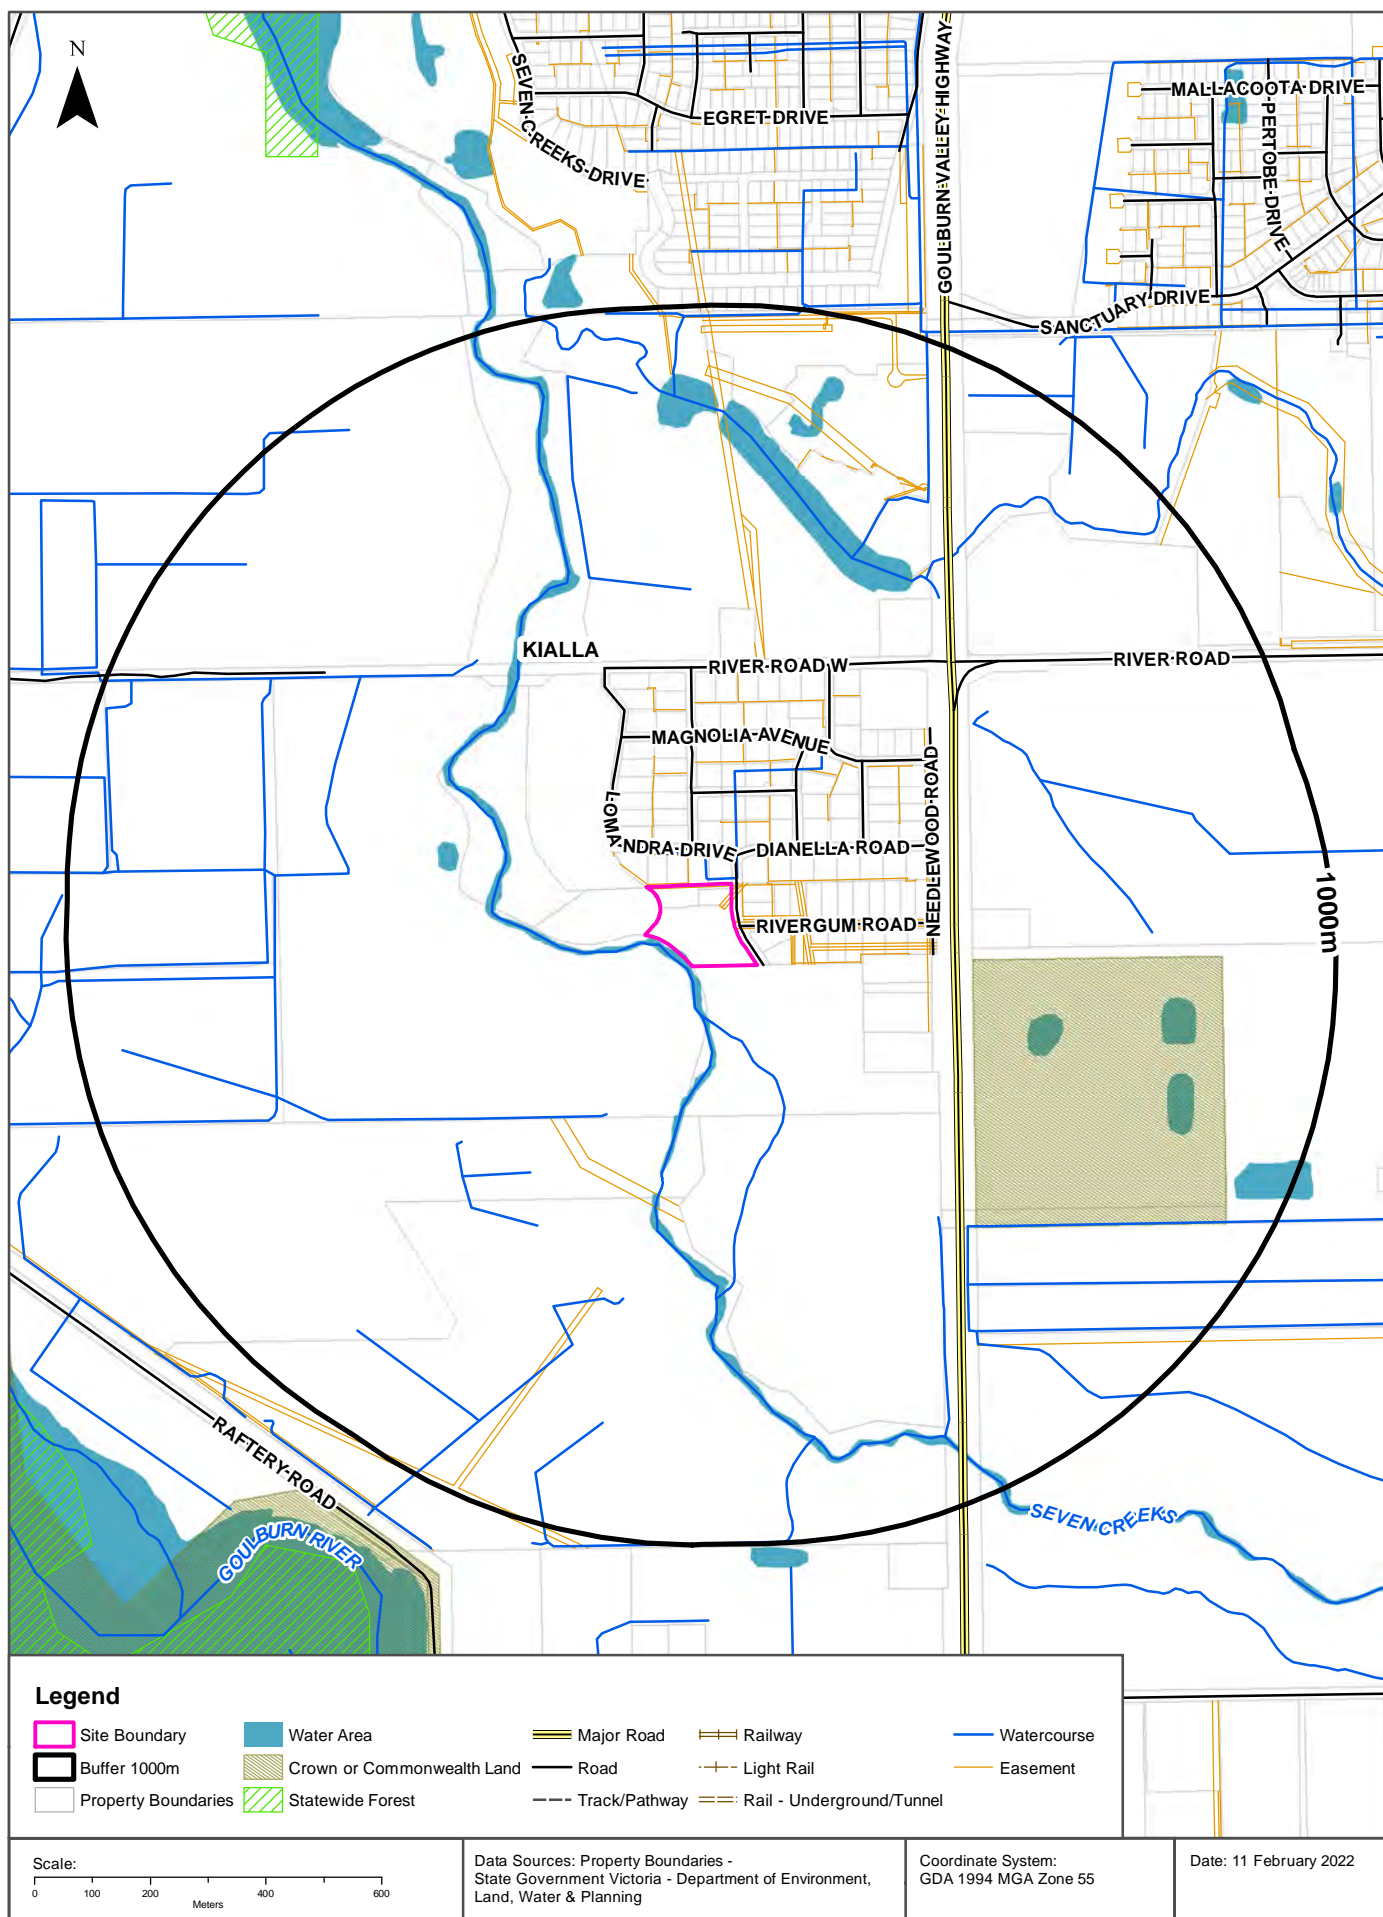 N
SEVEN CREEKS DRIVE
EGRET DRIVE
GOULBURN VALLEY HIGHWAY
MALLACOOTA DRIVE
PERTOBE DRIVE
SANCTUARY DRIVE
KIALLA
RIVER ROAD W
RIVER ROAD
MAGNOLIA AVENUE
LOMANDRA DRIVE
DIANELLA ROAD
NEEDLEWOOD ROAD
RIVERGUM ROAD
1000m
RAFTERY ROAD
GOULBURN RIVER
SEVEN CREEKS
Legend
Site Boundary
Buffer 1000m
Property Boundaries
Water Area
Crown or Commonwealth Land
Statewide Forest
Major Road
Road
Track/Pathway
Railway
Light Rail
Rail - Underground/Tunnel
Watercourse
Easement
Scale:
0 100 200 400 600
Meters
Data Sources: Property Boundaries -
State Government Victoria - Department of Environment,
Land, Water & Planning
Coordinate System:
GDA 1994 MGA Zone 55
Date: 11 February 2022